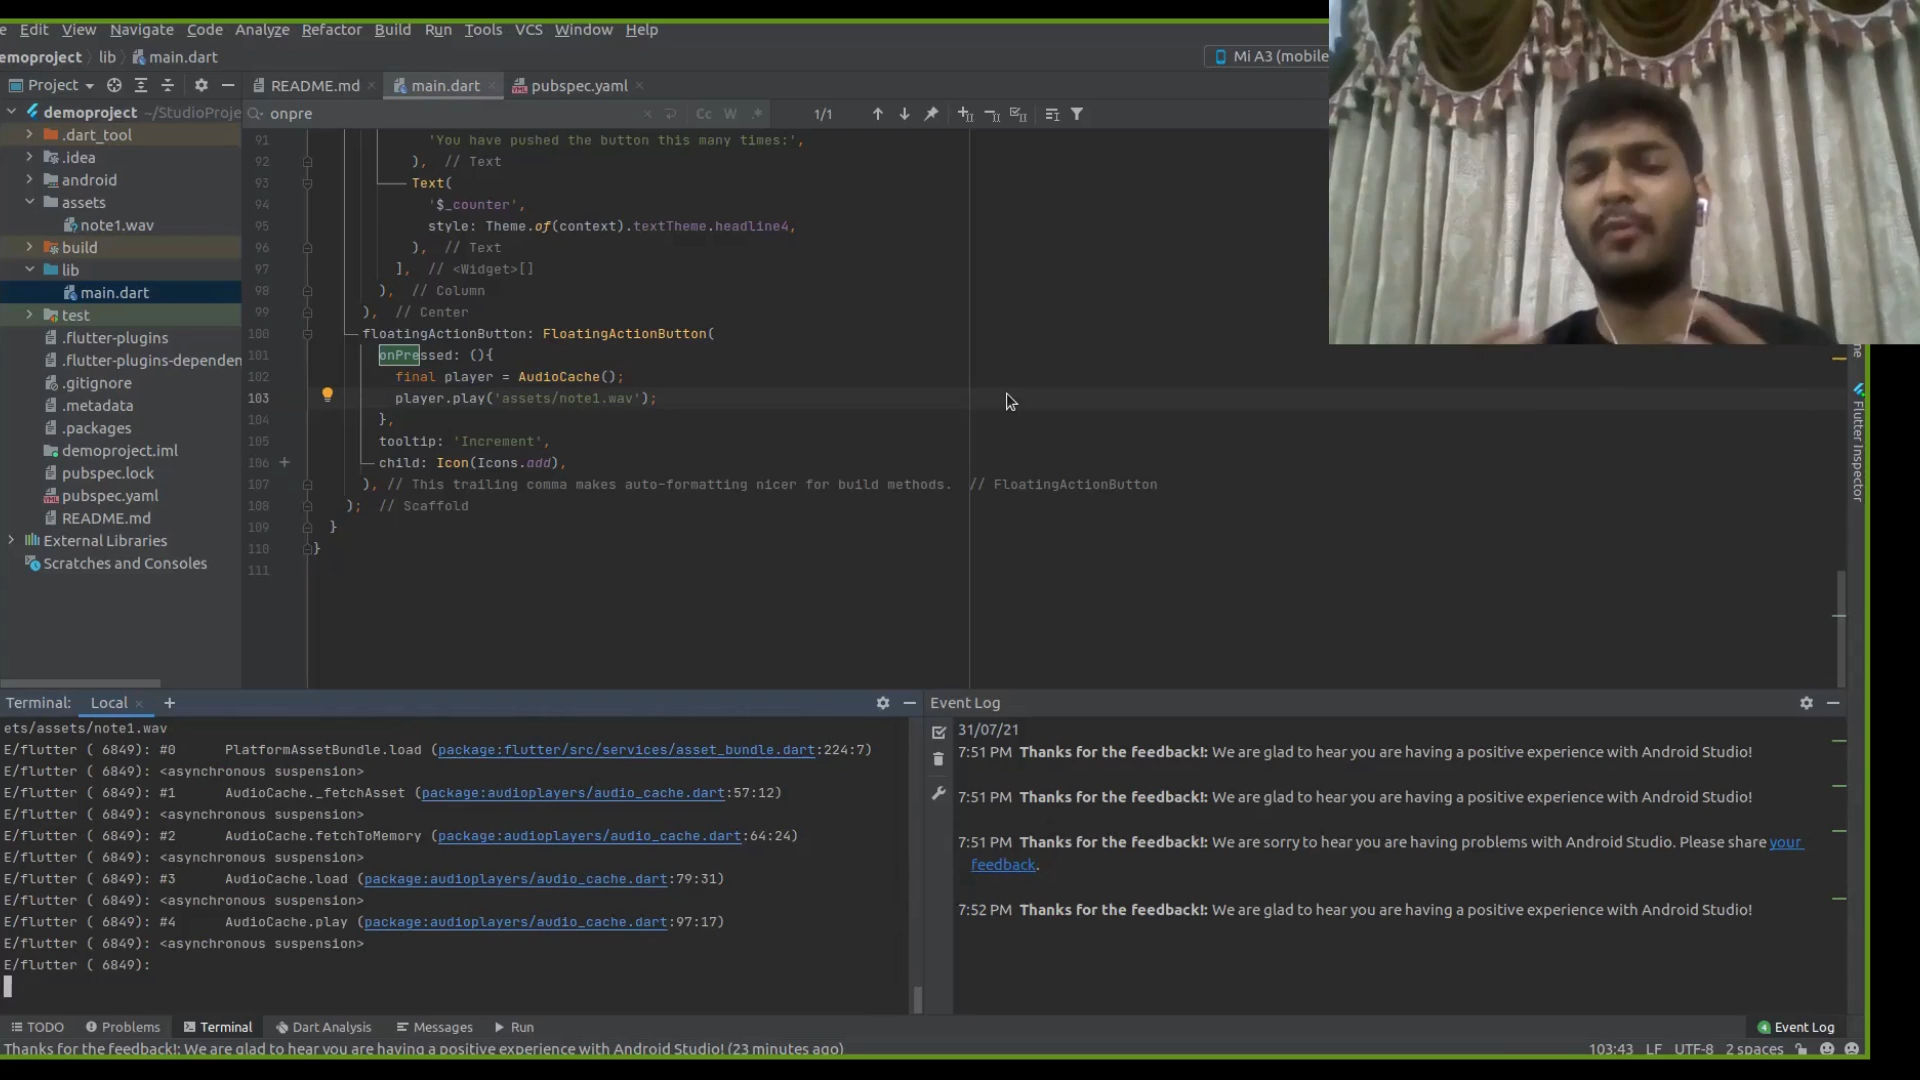 e Edit View Navigate Code Analyze Refactor Build Run Tools VCS Window Help
emoproject lib main.dart
Mi A3 (mobile
Project
README.md main.dart pubspec.yaml
onpre Cc W 1/1
demoproject ~/StudioProje
.dart_tool
.idea
android
assets
note1.wav
build
lib
main.dart
test
.flutter-plugins
.flutter-plugins-dependen
.gitignore
.metadata
.packages
demoproject.iml
pubspec.lock
pubspec.yaml
README.md
External Libraries
Scratches and Consoles
91 'You have pushed the button this many times:',
92 ), // Text
93 Text(
94 '$_counter',
95 style: Theme.of(context).textTheme.headline4,
96 ), // Text
97 ], // <Widget>[]
98 ), // Column
99 ), // Center
100 floatingActionButton: FloatingActionButton(
101 onPressed: (){
102 final player = AudioCache();
103 player.play('assets/note1.wav');
104 },
105 tooltip: 'Increment',
106 child: Icon(Icons.add),
107 ), // This trailing comma makes auto-formatting nicer for build methods. // FloatingActionButton
108 ); // Scaffold
109 }
110 }
111
Flutter Inspector
Terminal: Local
ets/assets/note1.wav
E/flutter ( 6849): #0 PlatformAssetBundle.load (package:flutter/src/services/asset_bundle.dart:224:7)
E/flutter ( 6849): <asynchronous suspension>
E/flutter ( 6849): #1 AudioCache._fetchAsset (package:audioplayers/audio_cache.dart:57:12)
E/flutter ( 6849): <asynchronous suspension>
E/flutter ( 6849): #2 AudioCache.fetchToMemory (package:audioplayers/audio_cache.dart:64:24)
E/flutter ( 6849): <asynchronous suspension>
E/flutter ( 6849): #3 AudioCache.load (package:audioplayers/audio_cache.dart:79:31)
E/flutter ( 6849): <asynchronous suspension>
E/flutter ( 6849): #4 AudioCache.play (package:audioplayers/audio_cache.dart:97:17)
E/flutter ( 6849): <asynchronous suspension>
E/flutter ( 6849):
Event Log
31/07/21
7:51 PM Thanks for the feedback!: We are glad to hear you are having a positive experience with Android Studio!
7:51 PM Thanks for the feedback!: We are glad to hear you are having a positive experience with Android Studio!
7:51 PM Thanks for the feedback!: We are sorry to hear you are having problems with Android Studio. Please share your
feedback.
7:52 PM Thanks for the feedback!: We are glad to hear you are having a positive experience with Android Studio!
TODO Problems Terminal Dart Analysis Messages Run
4 Event Log
Thanks for the feedback!: We are glad to hear you are having a positive experience with Android Studio! (23 minutes ago)
103:43 LF UTF-8 2 spaces